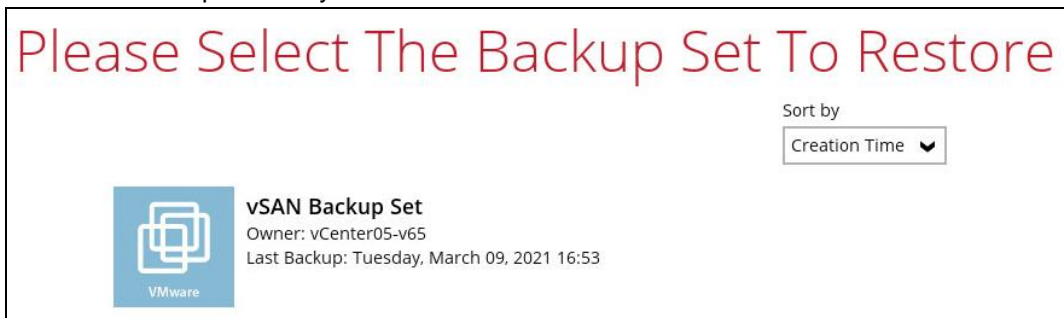 Please Select The Backup Set To Restore
Sort by
Creation Time
vSAN Backup Set
Owner: vCenter05-v65
Last Backup: Tuesday, March 09, 2021 16:53
VMware